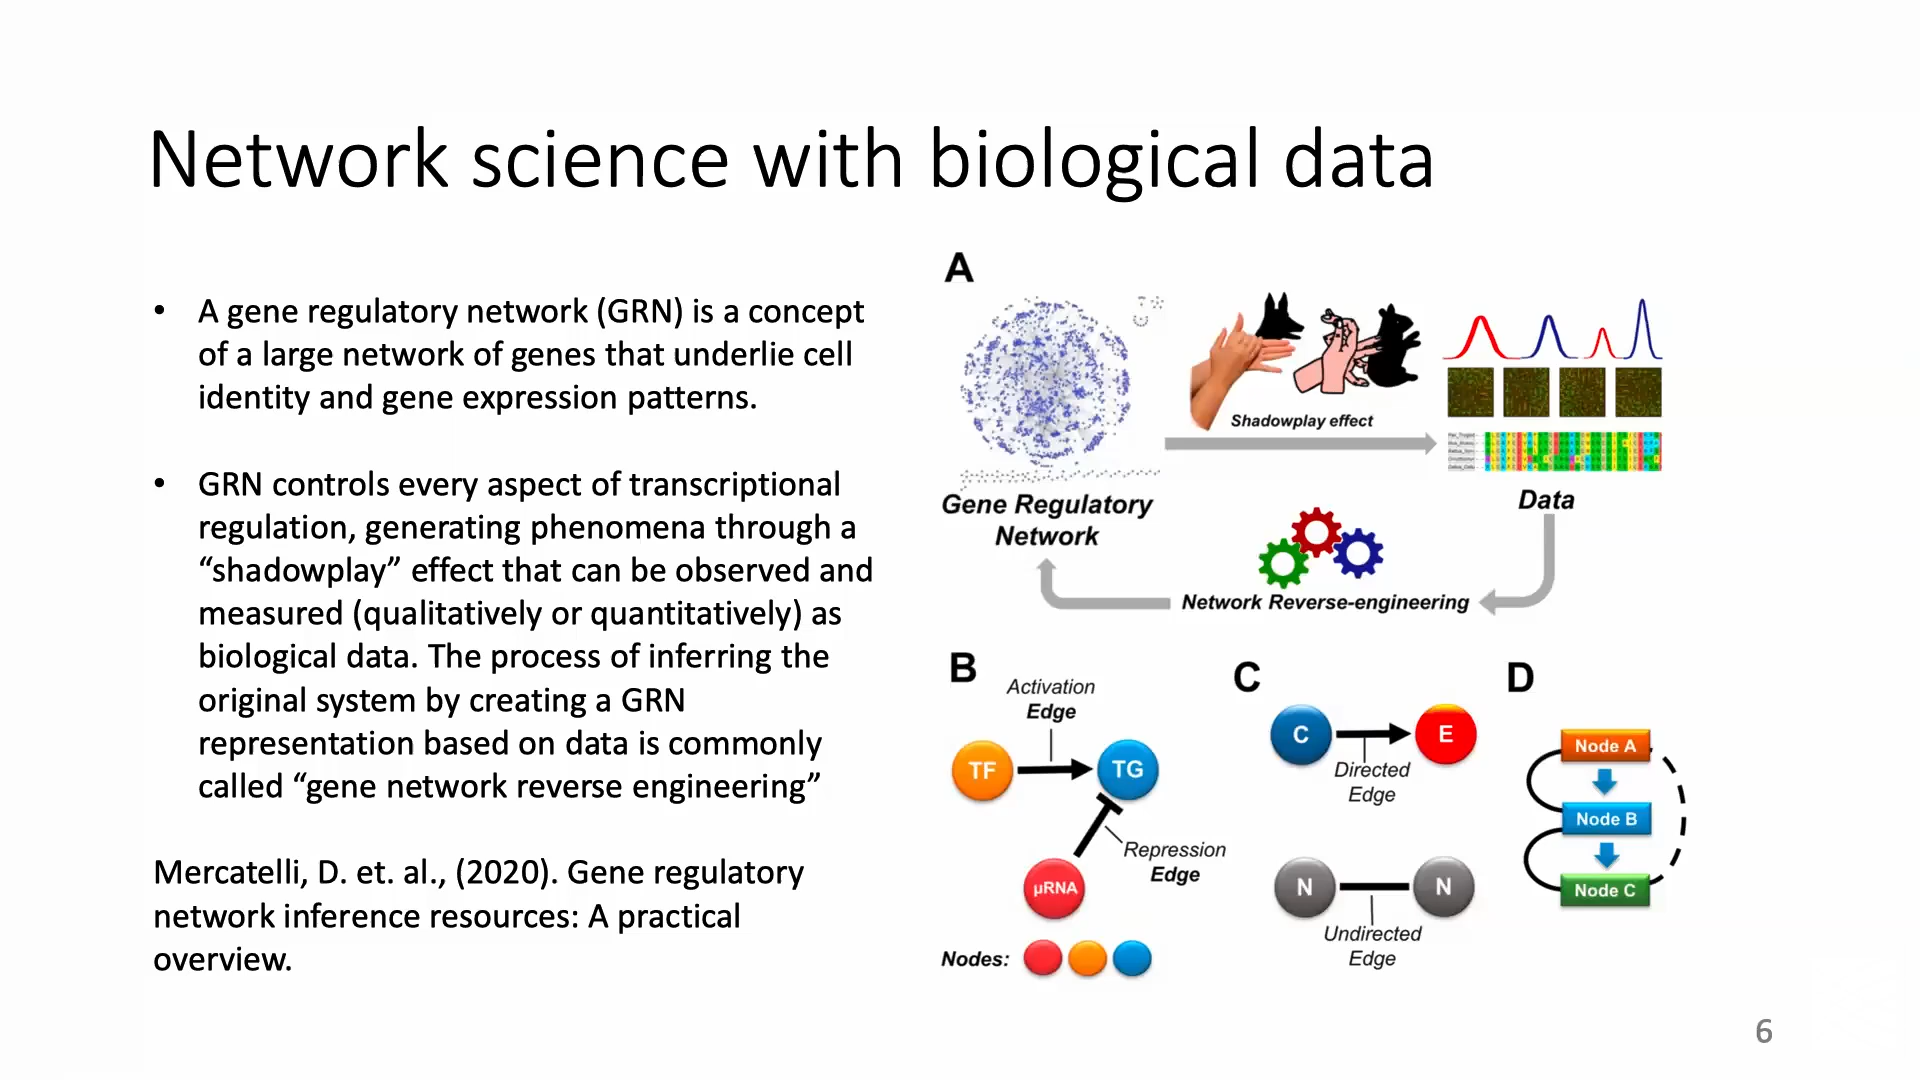 Network science with biological data
• A gene regulatory network (GRN) is a concept
of a large network of genes that underlie cell
identity and gene expression patterns.
• GRN controls every aspect of transcriptional
regulation, generating phenomena through a
“shadowplay” effect that can be observed and
measured (qualitatively or quantitatively) as
biological data. The process of inferring the
original system by creating a GRN
representation based on data is commonly
called “gene network reverse engineering”
Mercatelli, D. et. al., (2020). Gene regulatory
network inference resources: A practical
overview.
A
Shadowplay effect
Gene Regulatory
Network
Data
Network Reverse-engineering
B
Activation
Edge
TF
TG
Repression
Edge
µRNA
Nodes:
C
C
E
Directed
Edge
N
N
Undirected
Edge
D
Node A
Node B
Node C
6